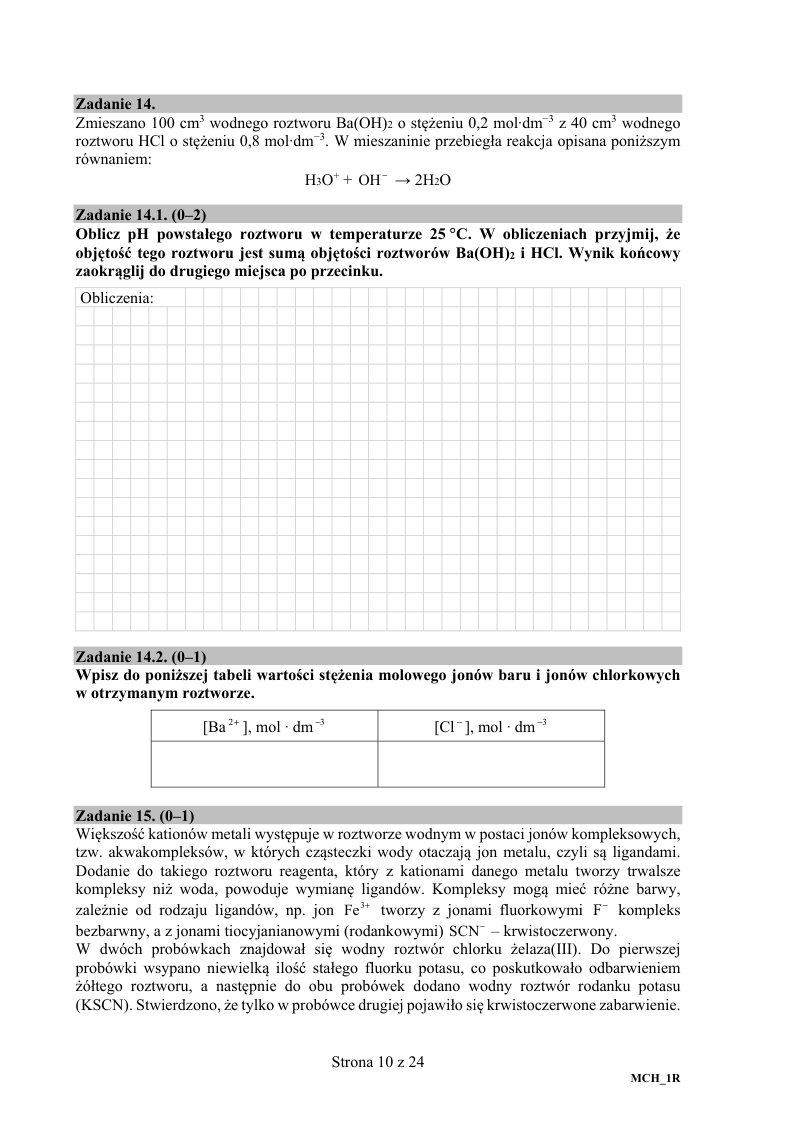 Zadanie 14.
Zmieszano 100 cm³ wodnego roztworu Ba(OH)₂ o stężeniu 0,2 mol·dm⁻³ z 40 cm³ wodnego
roztworu HCl o stężeniu 0,8 mol·dm⁻³. W mieszaninie przebiegła reakcja opisana poniższym
równaniem:
H₃O⁺ + OH⁻ → 2H₂O
Zadanie 14.1. (0–2)
Oblicz pH powstałego roztworu w temperaturze 25 °C. W obliczeniach przyjmij, że
objętość tego roztworu jest sumą objętości roztworów Ba(OH)₂ i HCl. Wynik końcowy
zaokrąglij do drugiego miejsca po przecinku.
Obliczenia:
Zadanie 14.2. (0–1)
Wpisz do poniższej tabeli wartości stężenia molowego jonów baru i jonów chlorkowych
w otrzymanym roztworze.
[Ba²⁺], mol · dm⁻³ [Cl⁻], mol · dm⁻³
Zadanie 15. (0–1)
Większość kationów metali występuje w roztworze wodnym w postaci jonów kompleksowych,
tzw. akwakompleksów, w których cząsteczki wody otaczają jon metalu, czyli są ligandami.
Dodanie do takiego roztworu reagenta, który z kationami danego metalu tworzy trwalsze
kompleksy niż woda, powoduje wymianę ligandów. Kompleksy mogą mieć różne barwy,
zależnie od rodzaju ligandów, np. jon Fe³⁺ tworzy z jonami fluorkowymi F⁻ kompleks
bezbarwny, a z jonami tiocyjanianowymi (rodankowymi) SCN⁻ – krwistoczerwony.
W dwóch probówkach znajdował się wodny roztwór chlorku żelaza(III). Do pierwszej
probówki wsypano niewielką ilość stałego fluorku potasu, co poskutkowało odbarwieniem
żółtego roztworu, a następnie do obu probówek dodano wodny roztwór rodanku potasu
(KSCN). Stwierdzono, że tylko w probówce drugiej pojawiło się krwistoczerwone zabarwienie.
Strona 10 z 24
MCH_1R